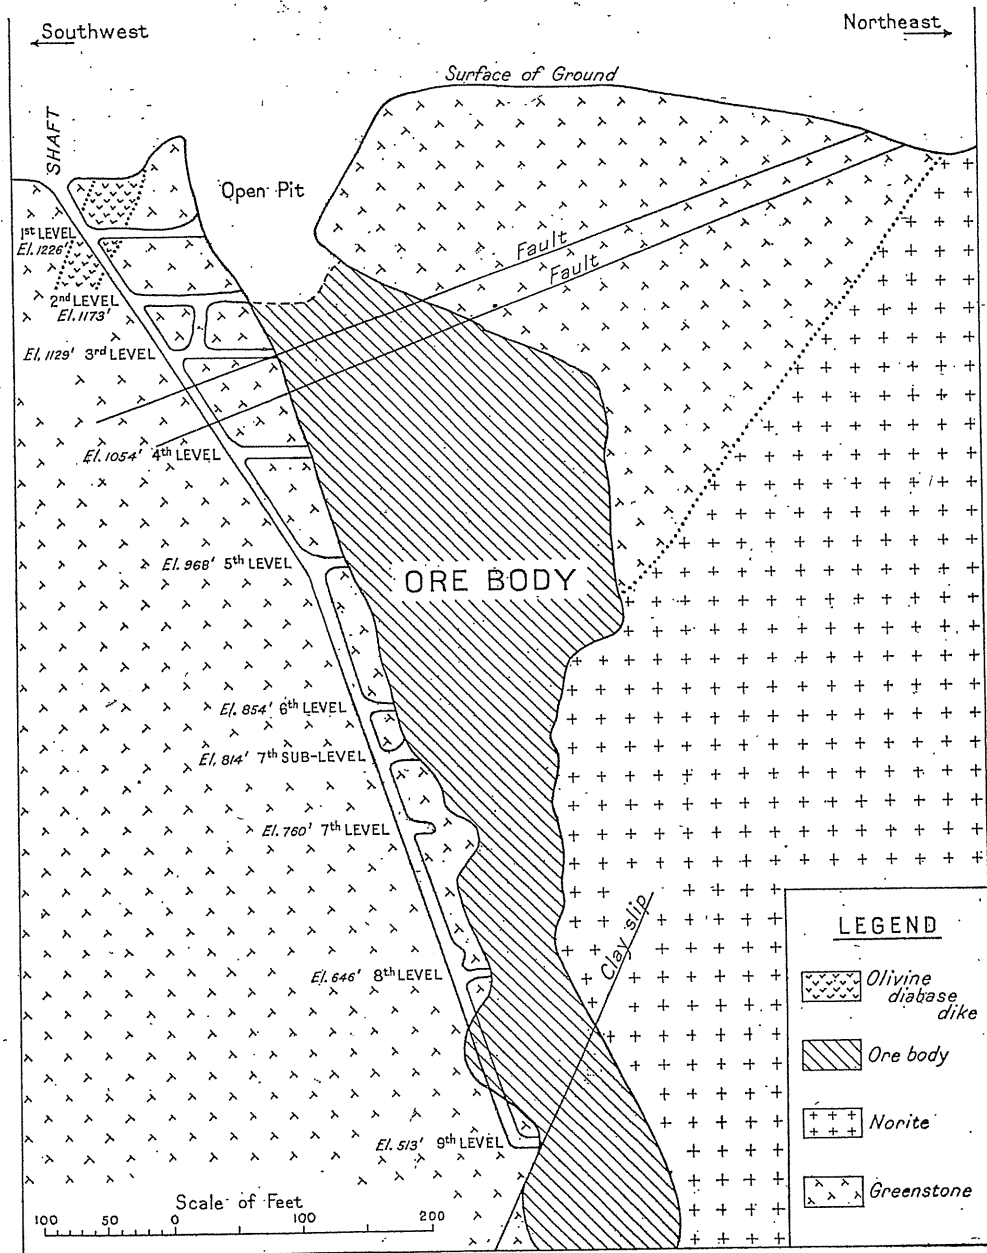 Southwest
Northeast
Surface of Ground
SHAFT
Open Pit
1st LEVEL
El. 1226'
Fault
Fault
2nd LEVEL
El. 1173'
El. 1129' 3rd LEVEL
El. 1054' 4th LEVEL
El. 968' 5th LEVEL
ORE BODY
El. 854' 6th LEVEL
El. 814' 7th SUB-LEVEL
El. 760' 7th LEVEL
Clay slip
El. 646' 8th LEVEL
El. 513' 9th LEVEL
LEGEND
Olivine
diabase
dike
Ore body
Norite
Greenstone
Scale of Feet
100 50 0 100 200